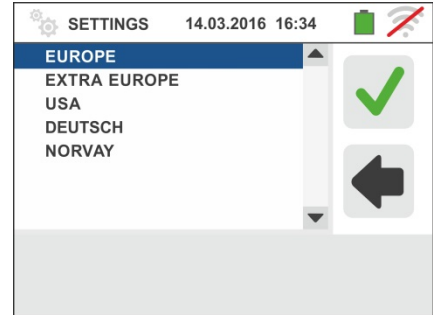 SETTINGS 14.03.2016 16:34
EUROPE
EXTRA EUROPE
USA
DEUTSCH
NORVAY